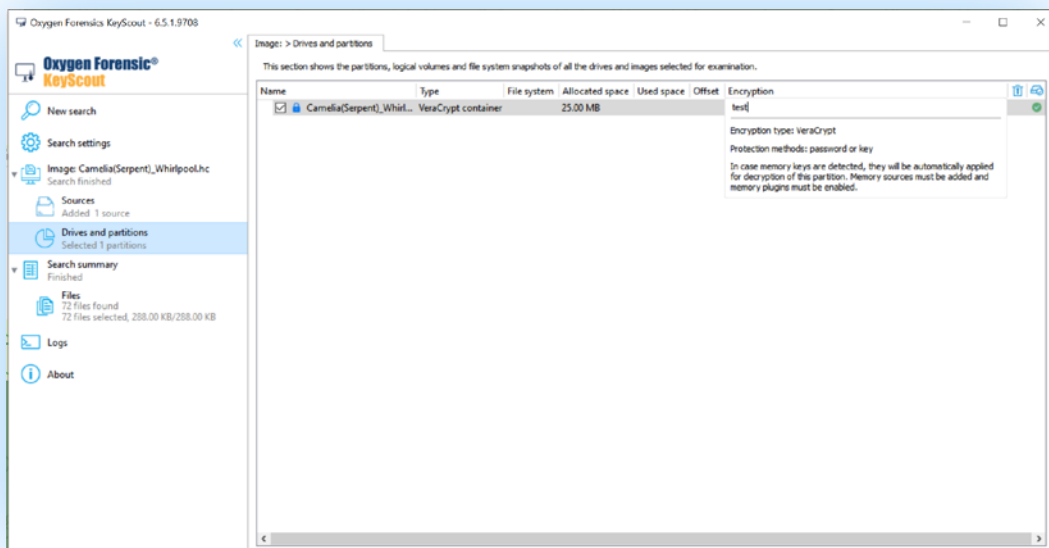 Oxygen Forensics KeyScout - 6.5.1.9708
Oxygen Forensic®
KeyScout
New search
Search settings
Image: Camelia(Serpent)_Whirlpool.hc
Search finished
Sources
Added 1 source
Drives and partitions
Selected 1 partitions
Search summary
Finished
Files
72 files found
72 files selected, 288.00 KB/288.00 KB
Logs
About
Image: > Drives and partitions
This section shows the partitions, logical volumes and file system snapshots of all the drives and images selected for examination.
Name Type File system Allocated space Used space Offset Encryption
Camelia(Serpent)_Whirl... VeraCrypt container 25.00 MB test
Encryption type: VeraCrypt
Protection methods: password or key
In case memory keys are detected, they will be automatically applied
for decryption of this partition. Memory sources must be added and
memory plugins must be enabled.